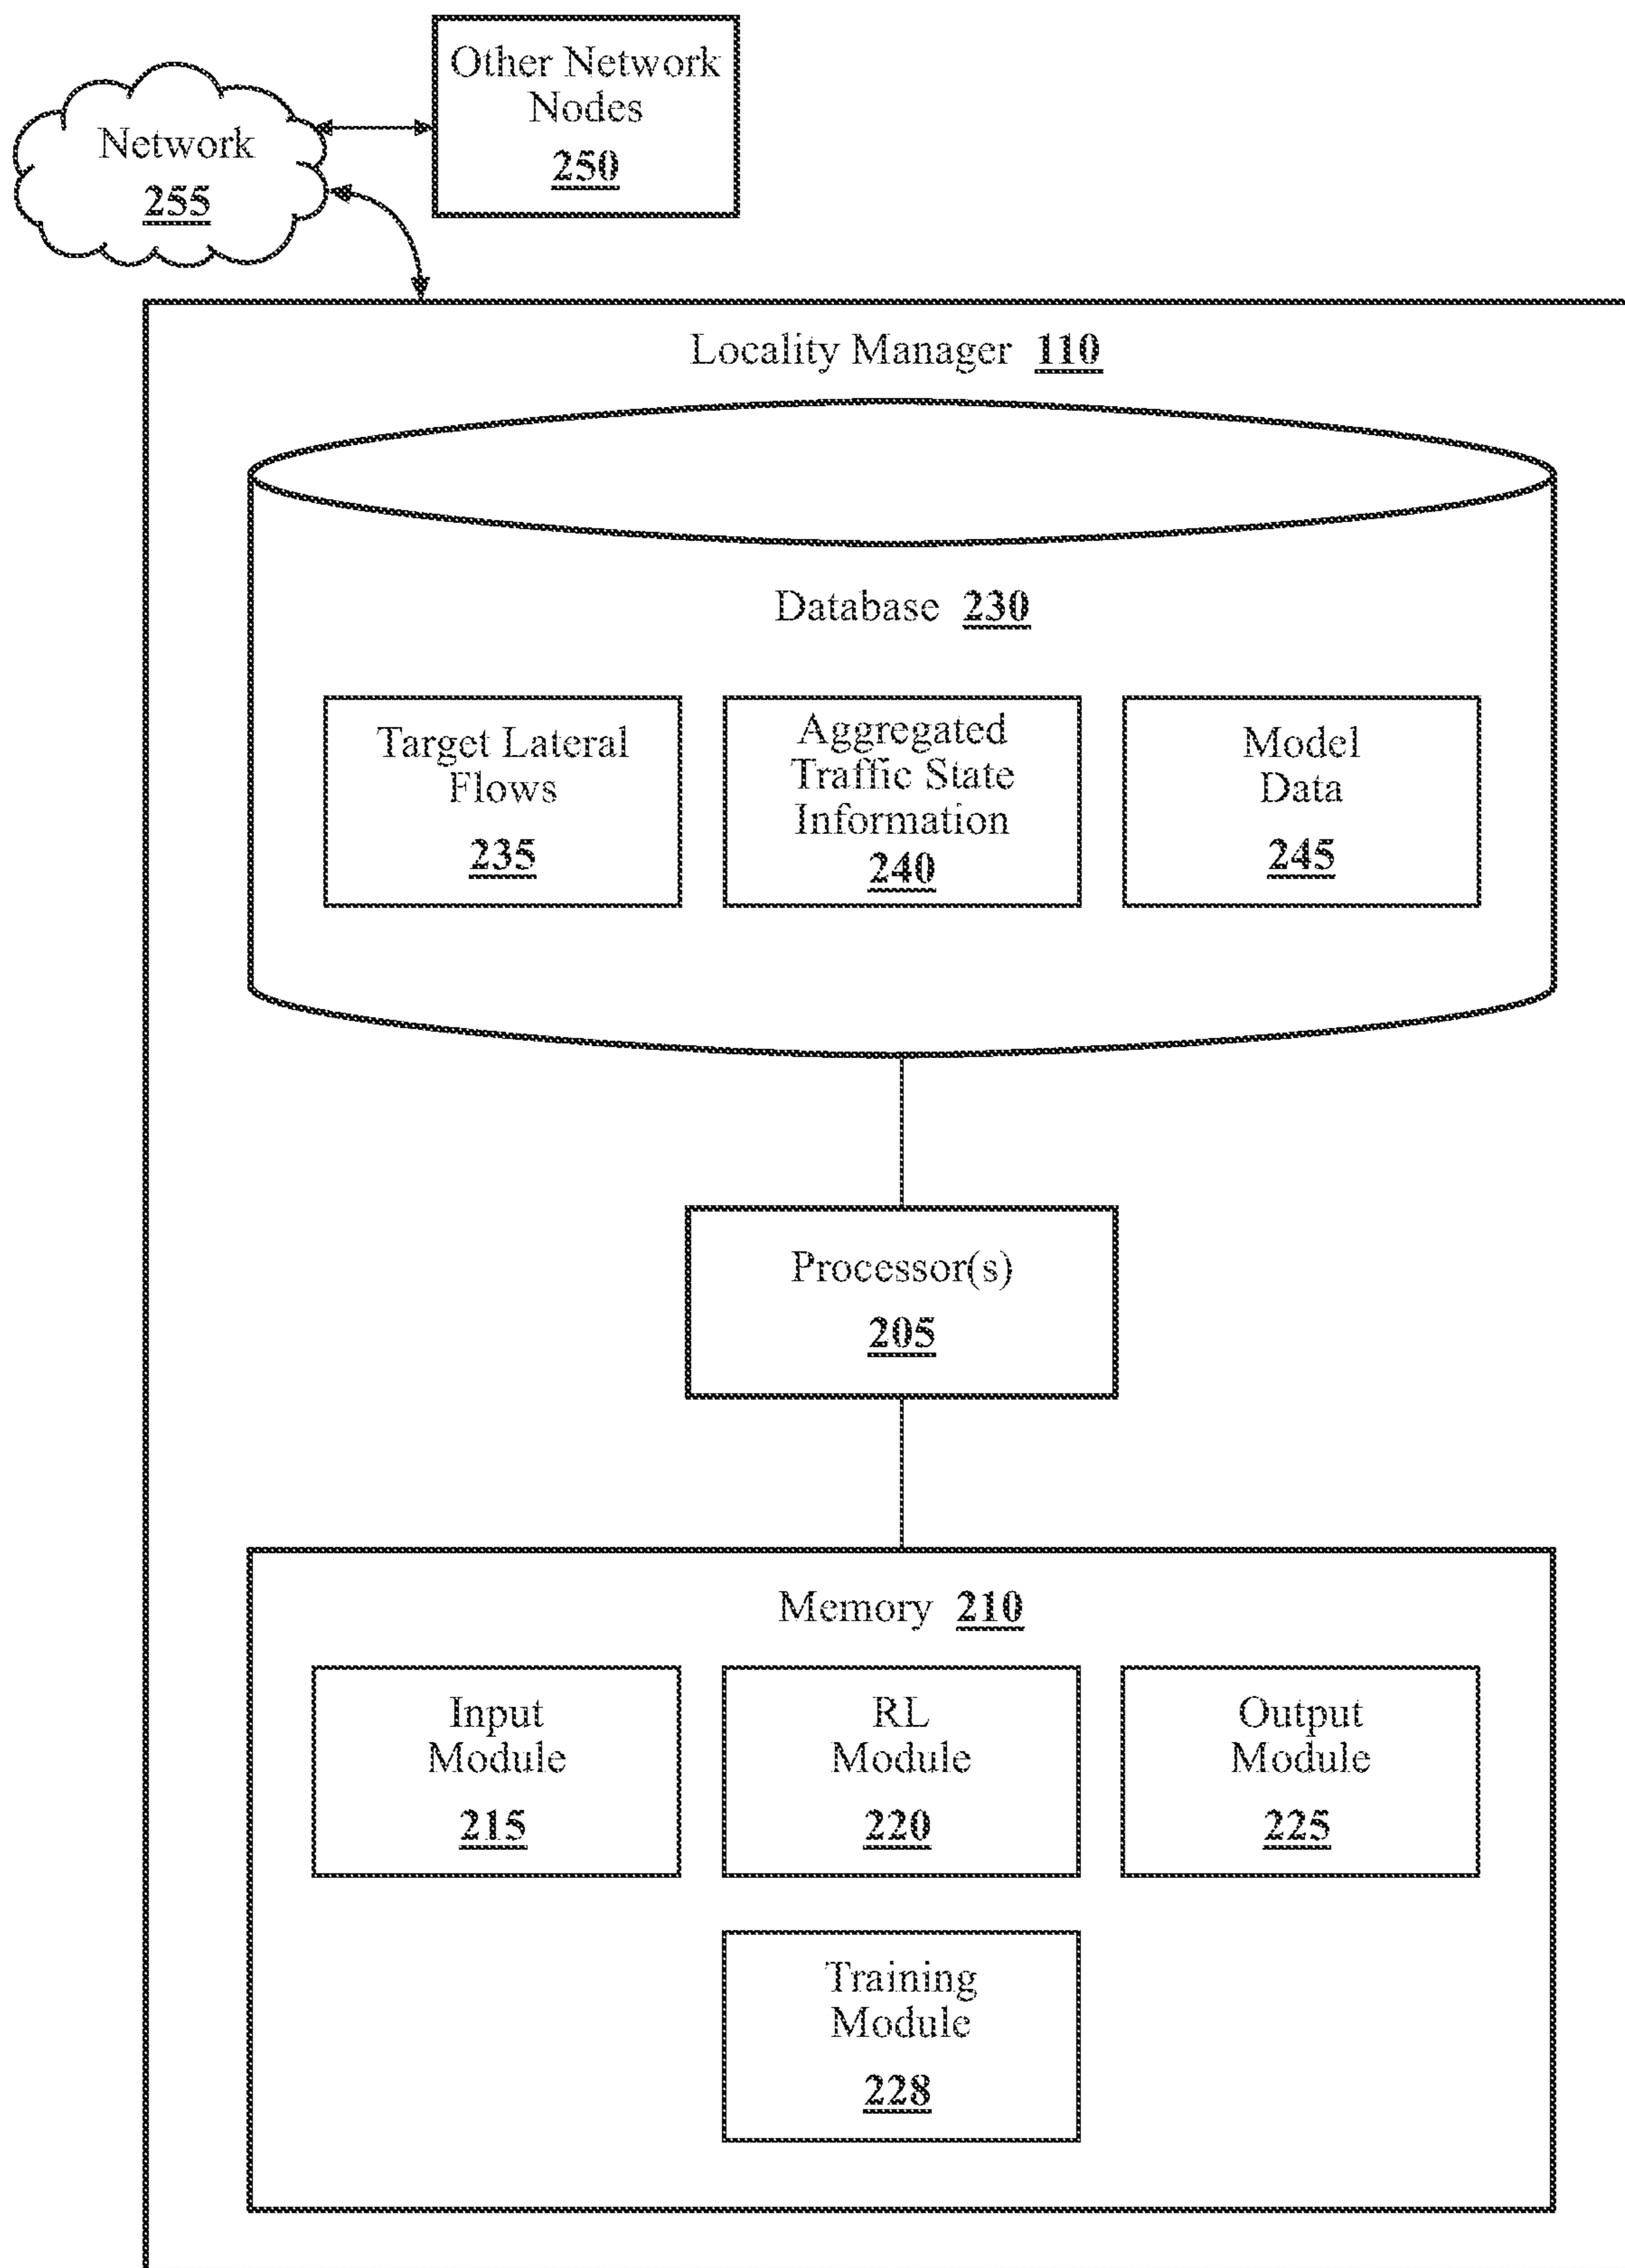 Other Network
Nodes
250
Network
255
Locality Manager 110
Database 230
Target Lateral
Flows
235
Aggregated
Traffic State
Information
240
Model
Data
245
Processor(s)
205
Memory 210
Input
Module
215
RL
Module
220
Output
Module
225
Training
Module
228